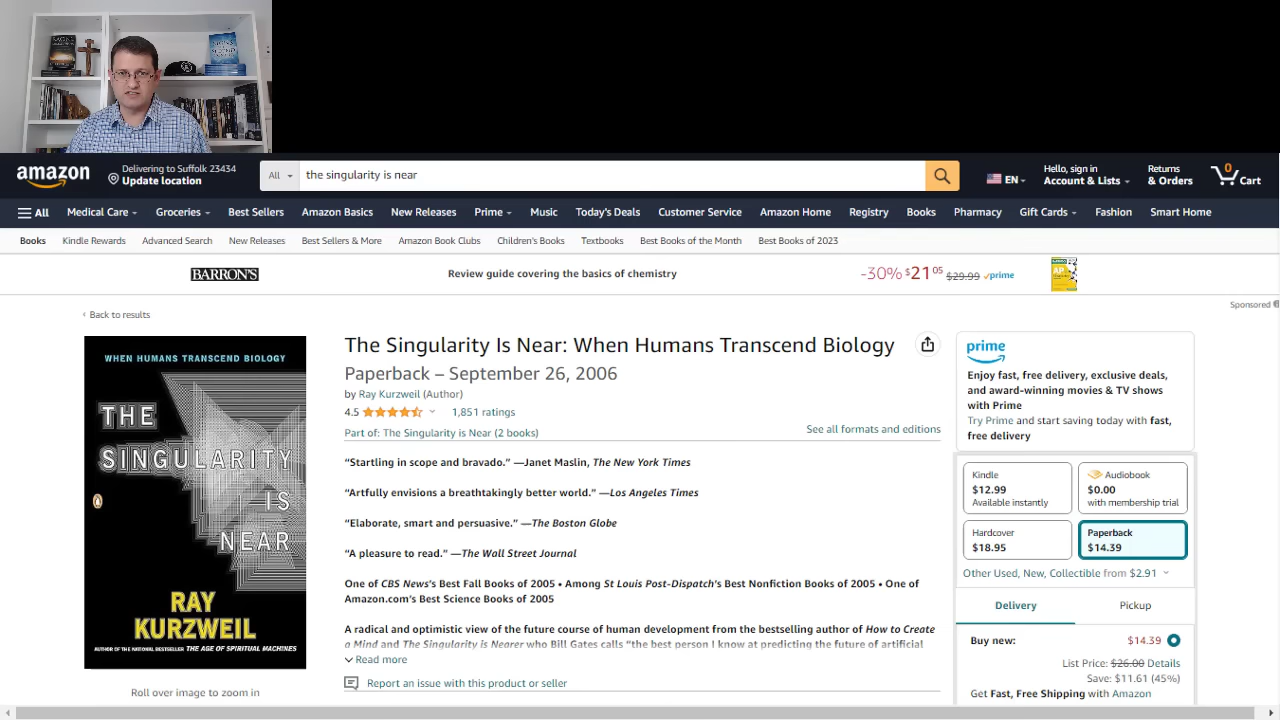 amazon
Delivering to Suffolk 23434
Update location
All
the singularity is near
EN
Hello, sign in
Account & Lists
Returns
& Orders
0
Cart
All
Medical Care
Groceries
Best Sellers
Amazon Basics
New Releases
Prime
Music
Today's Deals
Customer Service
Amazon Home
Registry
Books
Pharmacy
Gift Cards
Fashion
Smart Home
Books
Kindle Rewards
Advanced Search
New Releases
Best Sellers & More
Amazon Book Clubs
Children's Books
Textbooks
Best Books of the Month
Best Books of 2023
BARRON'S
Review guide covering the basics of chemistry
-30% $21 05 $29.99 prime
Sponsored
‹ Back to results
WHEN HUMANS TRANSCEND BIOLOGY
THE
SINGULARITY
IS
NEAR
RAY
KURZWEIL
AUTHOR OF THE NATIONAL BESTSELLER THE AGE OF SPIRITUAL MACHINES
Roll over image to zoom in
The Singularity Is Near: When Humans Transcend Biology
Paperback – September 26, 2006
by Ray Kurzweil (Author)
4.5
1,851 ratings
Part of: The Singularity is Near (2 books)
See all formats and editions
“Startling in scope and bravado.” —Janet Maslin, The New York Times
“Artfully envisions a breathtakingly better world.” —Los Angeles Times
“Elaborate, smart and persuasive.” —The Boston Globe
“A pleasure to read.” —The Wall Street Journal
One of CBS News's Best Fall Books of 2005 • Among St Louis Post-Dispatch's Best Nonfiction Books of 2005 • One of
Amazon.com's Best Science Books of 2005
A radical and optimistic view of the future course of human development from the bestselling author of How to Create
a Mind and The Singularity is Nearer who Bill Gates calls “the best person I know at predicting the future of artificial
Read more
Report an issue with this product or seller
prime
Enjoy fast, free delivery, exclusive deals,
and award-winning movies & TV shows
with Prime
Try Prime and start saving today with fast,
free delivery
Kindle
$12.99
Available instantly
Audiobook
$0.00
with membership trial
Hardcover
$18.95
Paperback
$14.39
Other Used, New, Collectible from $2.91
Delivery
Pickup
Buy new:
$14.39
List Price: $26.00 Details
Save: $11.61 (45%)
Get Fast, Free Shipping with Amazon